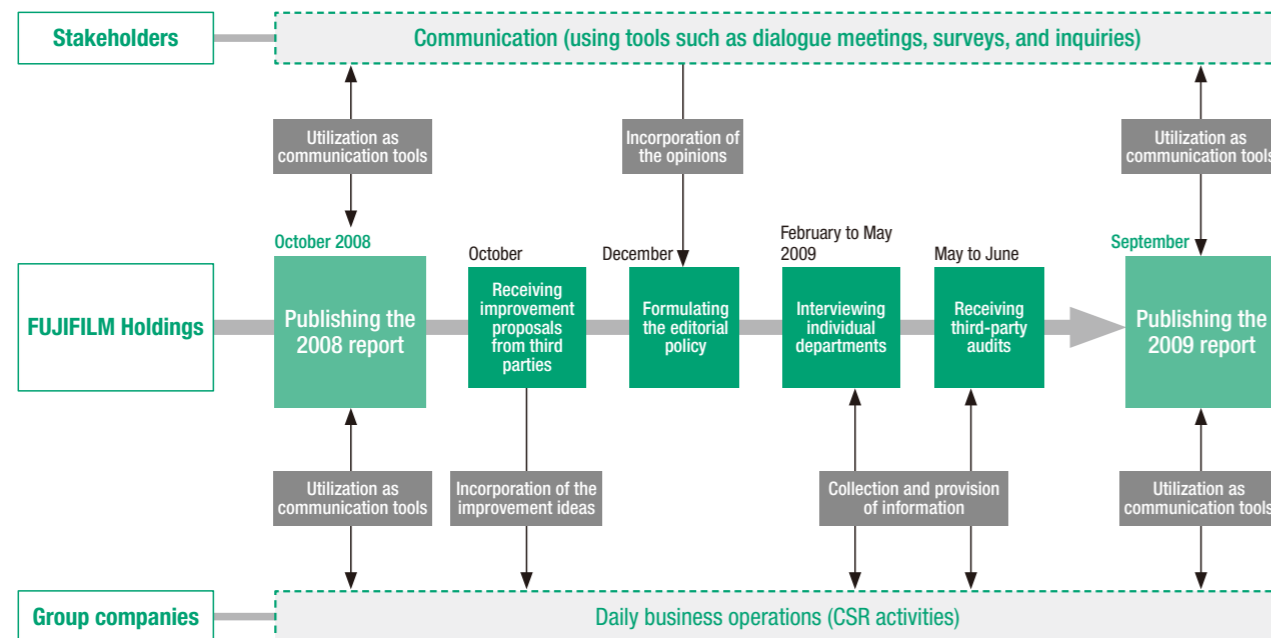 Stakeholders
Communication (using tools such as dialogue meetings, surveys, and inquiries)
Utilization as
communication tools
Incorporation of
the opinions
Utilization as
communication tools
FUJIFILM Holdings
October 2008
Publishing the
2008 report
October
Receiving
improvement
proposals
from third
parties
December
Formulating
the editorial
policy
February to May
2009
Interviewing
individual
departments
May to June
Receiving
third-party
audits
September
Publishing the
2009 report
Utilization as
communication tools
Incorporation of the
improvement ideas
Collection and provision
of information
Utilization as
communication tools
Group companies
Daily business operations (CSR activities)